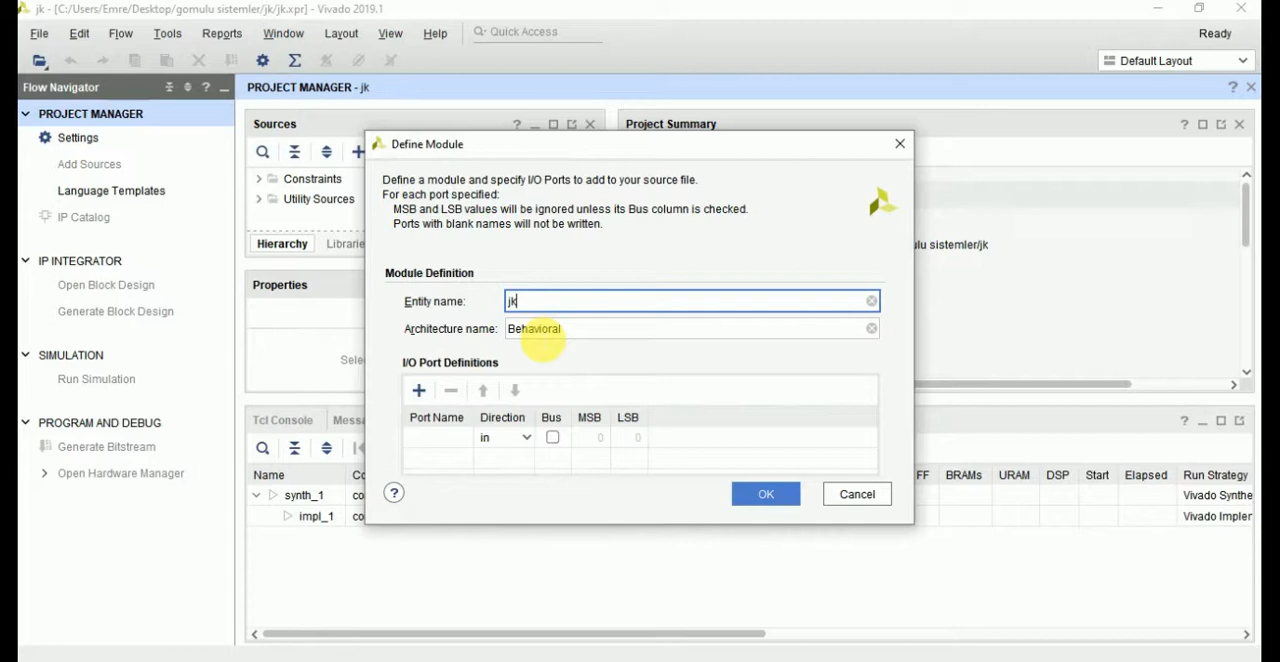 jk - [C:/Users/Emre/Desktop/gomulu sistemler/jk/jk.xpr] - Vivado 2019.1
File Edit Flow Tools Reports Window Layout View Help Quick Access Ready
Default Layout
Flow Navigator ? PROJECT MANAGER - jk ?
PROJECT MANAGER
Settings
Add Sources
Language Templates
IP Catalog
IP INTEGRATOR
Open Block Design
Generate Block Design
SIMULATION
Run Simulation
PROGRAM AND DEBUG
Generate Bitstream
Open Hardware Manager
Sources ?
Constraints
Utility Sources
Hierarchy
Properties
Project Summary ?
sistemler/jk
Define Module
Define a module and specify I/O Ports to add to your source file.
For each port specified:
MSB and LSB values will be ignored unless its Bus column is checked.
Ports with blank names will not be written.
Module Definition
Entity name: jk
Architecture name: Behavioral
I/O Port Definitions
Port Name Direction Bus MSB LSB
in 0 0
? OK Cancel
Tcl Console ?
Name FF BRAMs URAM DSP Start Elapsed Run Strategy
synth_1 Vivado
impl_1 Vivado